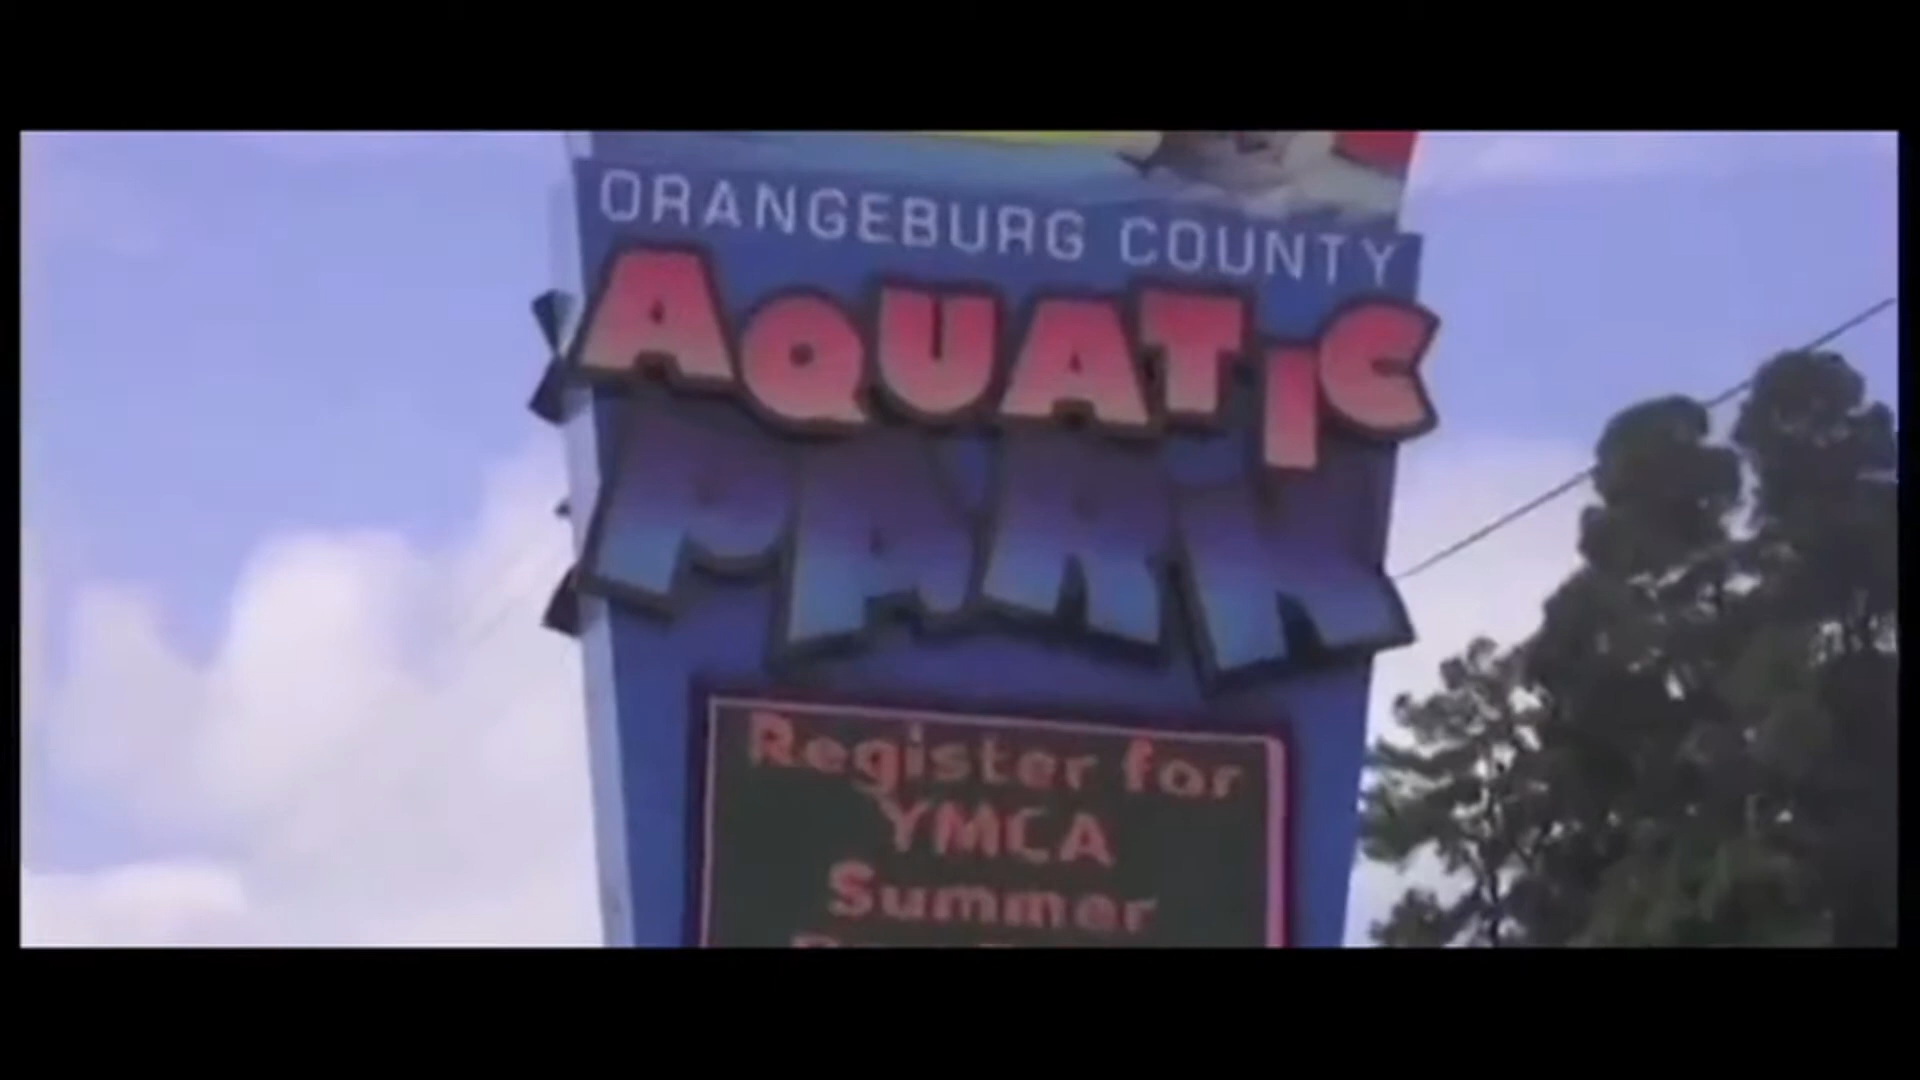 ORANGEBURG COUNTY
AQUATIC
PARK
Register for
YMCA
Summer